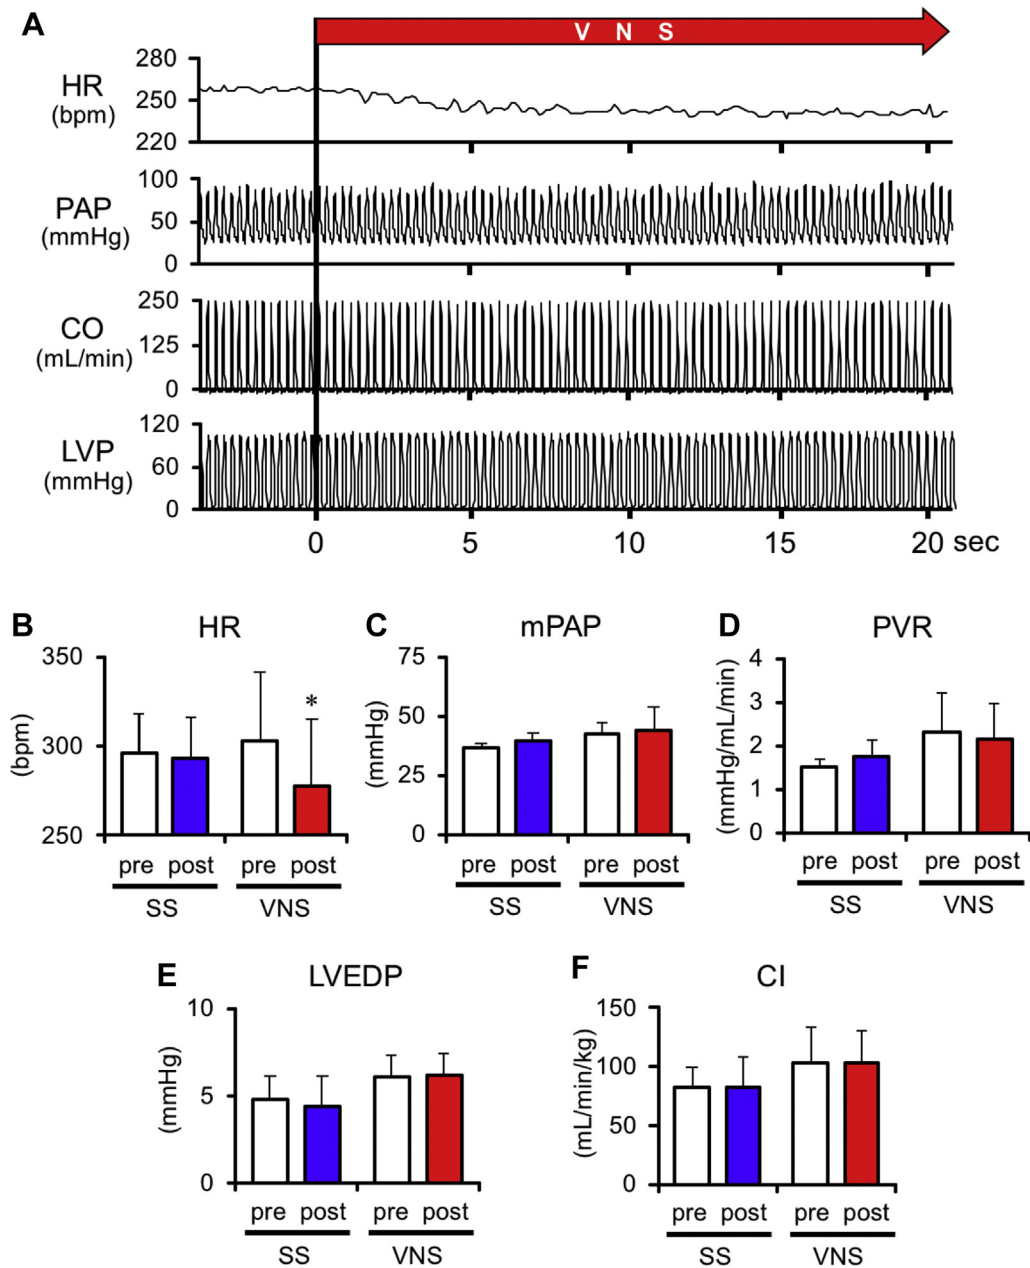 A
V N S
280
HR
250
(bpm)
220
100
PAP
50
(mmHg)
0
250
CO
125
(mL/min)
0
120
LVP
60
(mmHg)
0
0 5 10 15 20 sec
B HR
350
300
250
(bpm)
*
pre post pre post
SS VNS
C mPAP
75
50
25
0
(mmHg)
pre post pre post
SS VNS
D PVR
4
3
2
1
0
(mmHg/mL/min)
pre post pre post
SS VNS
E LVEDP
10
5
0
(mmHg)
pre post pre post
SS VNS
F CI
150
100
50
0
(mL/min/kg)
pre post pre post
SS VNS